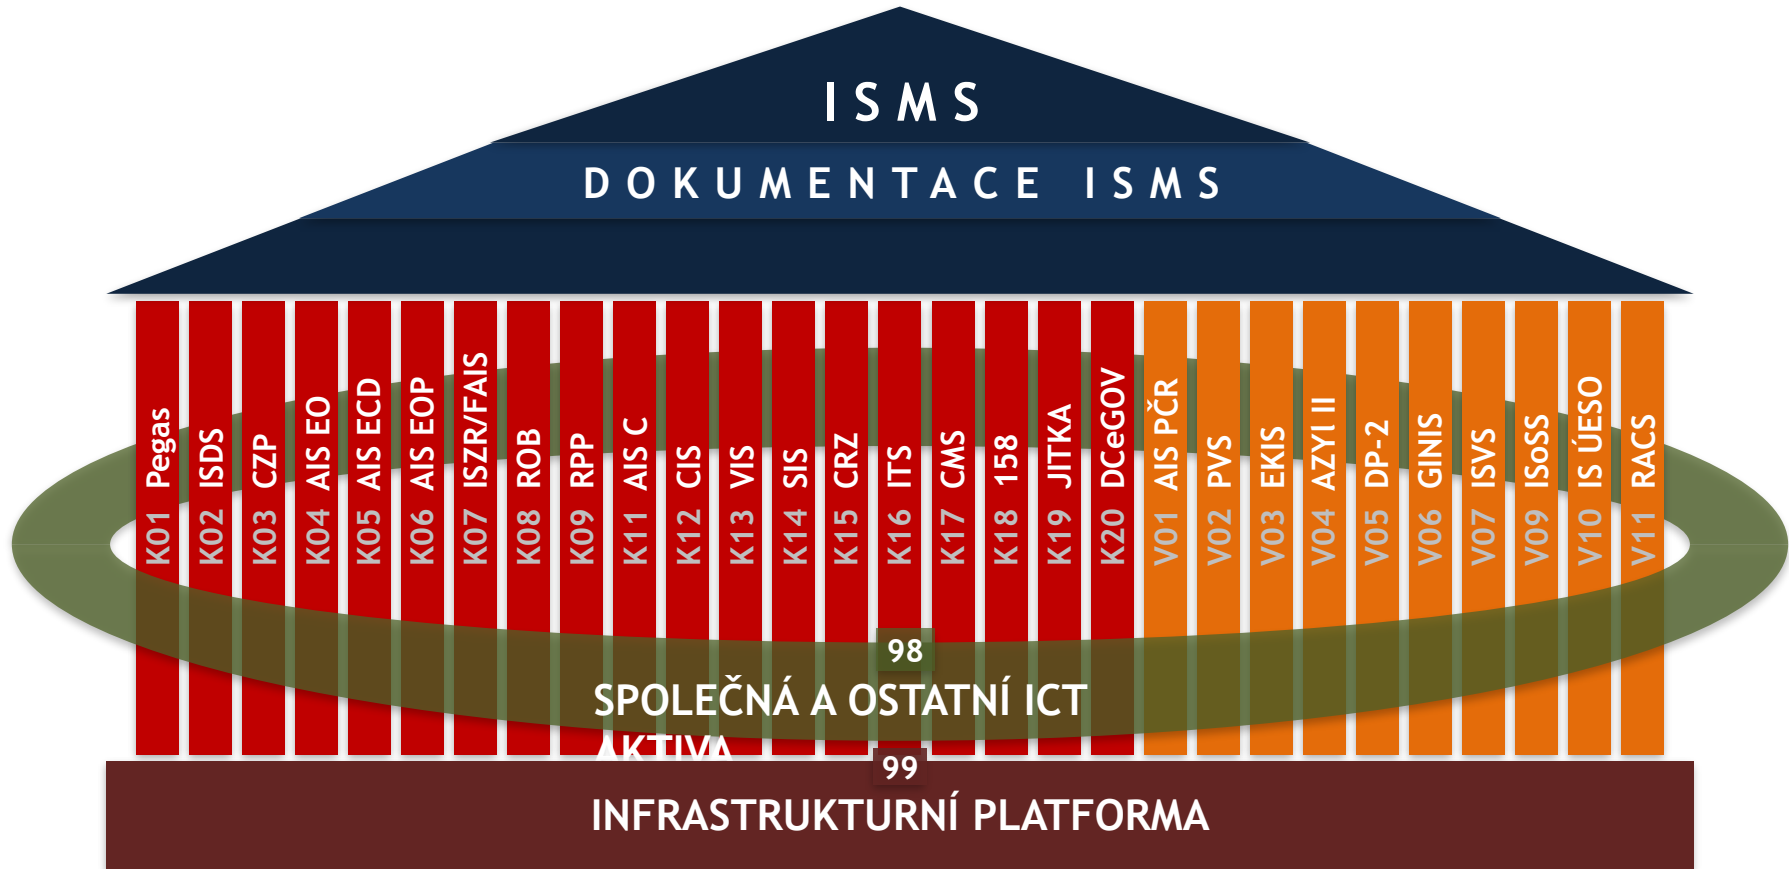 ISMS
DOKUMENTACE ISMS
K01 Pegas
K02 ISDS
K03 CZP
K04 AIS EO
K05 AIS ECD
K06 AIS EOP
K07 ISZR/FAIS
K08 ROB
K09 RPP
K11 AIS C
K12 CIS
K13 VIS
K14 SIS
K15 CRZ
K16 ITS
K17 CMS
K18 158
K19 JITKA
K20 DCeGOV
V01 AIS PČR
V02 PVS
V03 EKIS
V04 AZYl II
V05 DP-2
V06 GINIS
V07 ISVS
V09 ISoSS
V10 IS ÚESO
V11 RACS
98
SPOLEČNÁ A OSTATNÍ ICT
AKTIVA
99
INFRASTRUKTURNÍ PLATFORMA